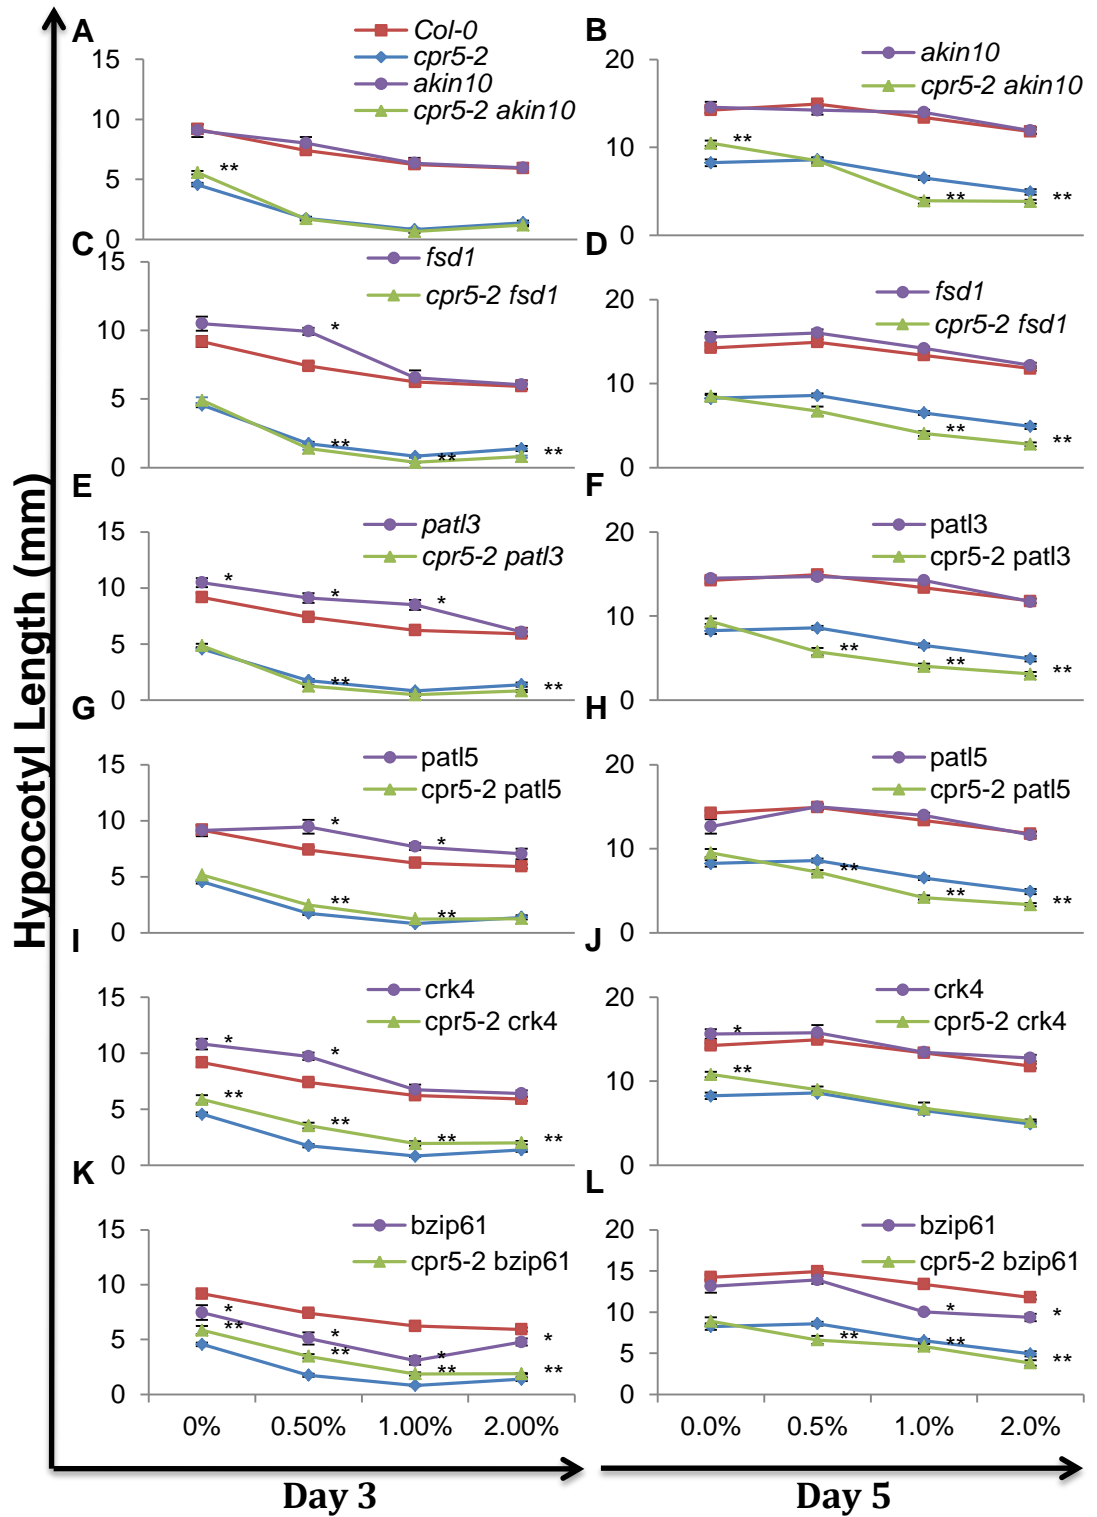 Hypocotyl Length (mm)
A
Col-0
cpr5-2
akin10
cpr5-2 akin10
15
10
5
0
**
B
akin10
cpr5-2 akin10
20
10
0
**
**
**
C
fsd1
cpr5-2 fsd1
15
10
5
0
*
**
**
**
D
fsd1
cpr5-2 fsd1
20
10
0
**
**
E
patl3
cpr5-2 patl3
15
10
5
0
*
*
*
**
**
F
patl3
cpr5-2 patl3
20
10
0
**
**
**
G
patl5
cpr5-2 patl5
15
10
5
0
*
*
**
**
H
patl5
cpr5-2 patl5
20
10
0
**
**
**
I
crk4
cpr5-2 crk4
15
10
5
0
*
*
**
**
**
**
J
crk4
cpr5-2 crk4
20
10
0
*
**
K
bzip61
cpr5-2 bzip61
15
10
5
0
*
**
*
**
*
**
*
**
0% 0.50% 1.00% 2.00%
L
bzip61
cpr5-2 bzip61
20
15
10
5
0
*
*
**
**
**
0.0% 0.5% 1.0% 2.0%
Day 3
Day 5